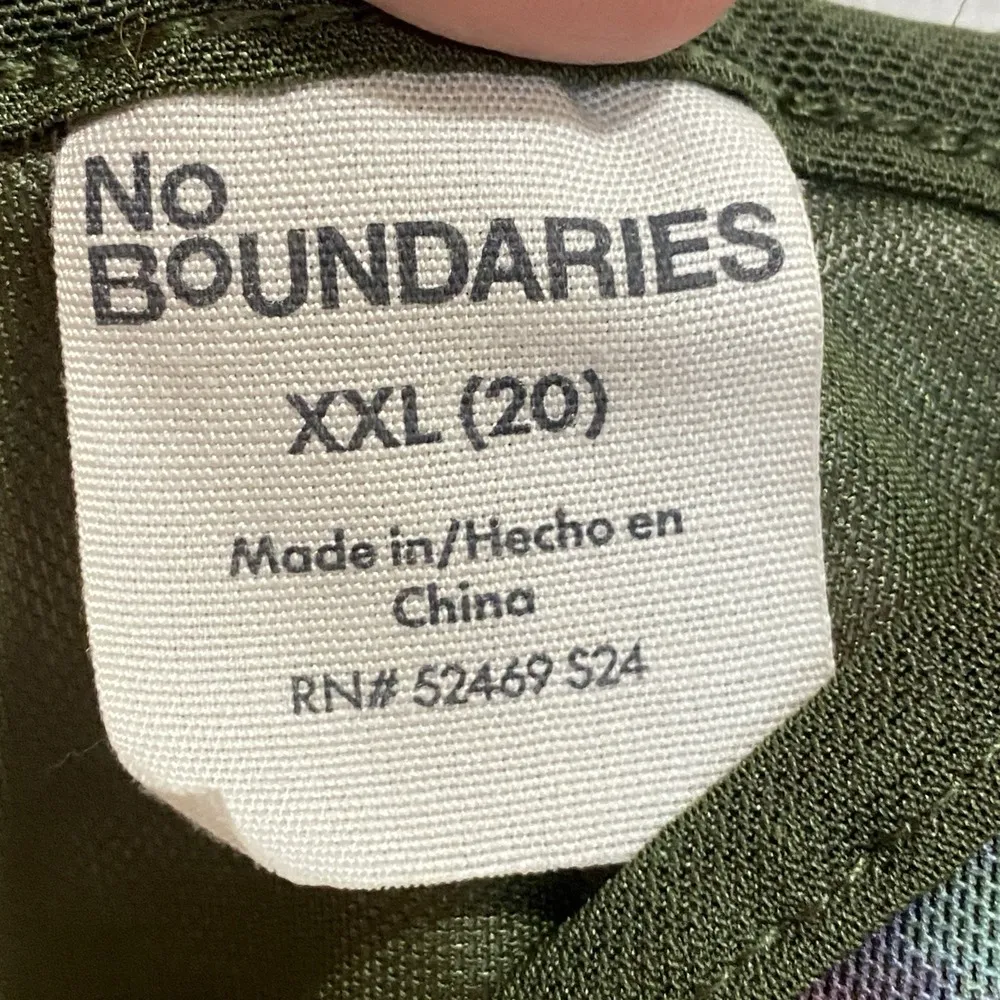 No
BOUNDARIES
XXL (20)
Made in/Hecho en
China
RN# 52469 S24